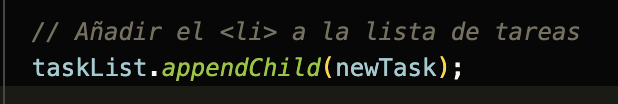 // Añadir el <li> a la lista de tareas
taskList.appendChild(newTask);